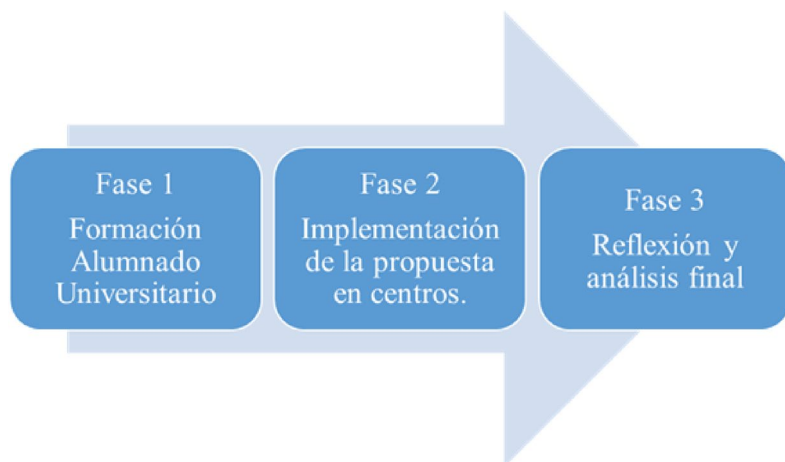 Fase 1
Formación
Alumnado
Universitario
Fase 2
Implementación
de la propuesta
en centros.
Fase 3
Reflexión y
análisis final